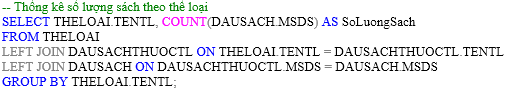 -- Thống kê số lượng sách theo thể loại
SELECT THELOAI.TENTL, COUNT(DAUSACH.MSDS) AS SoLuongSach
FROM THELOAI
LEFT JOIN DAUSACHTHUOCTL ON THELOAI.TENTL = DAUSACHTHUOCTL.TENTL
LEFT JOIN DAUSACH ON DAUSACHTHUOCTL.MSDS = DAUSACH.MSDS
GROUP BY THELOAI.TENTL;